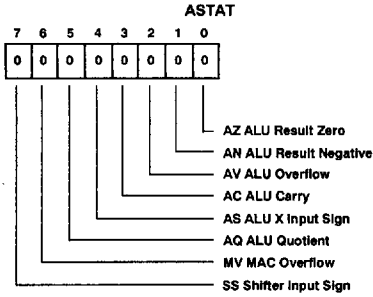 ASTAT
7 6 5 4 3 2 1 0
0 0 0 0 0 0 0 0
AZ ALU Result Zero
AN ALU Result Negative
AV ALU Overflow
AC ALU Carry
AS ALU X Input Sign
AQ ALU Quotient
MV MAC Overflow
SS Shifter Input Sign